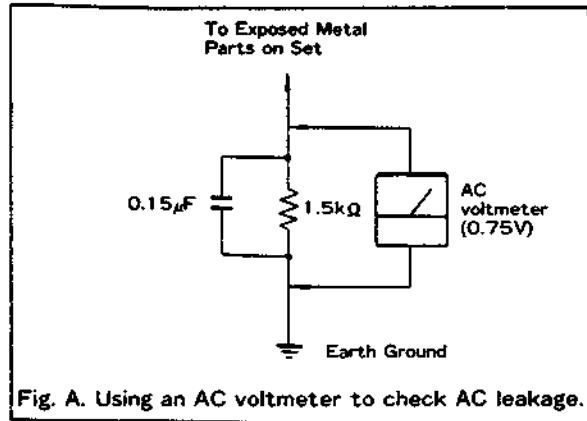 To Exposed Metal
Parts on Set
0.15μF
1.5kΩ
AC
voltmeter
(0.75V)
Earth Ground
Fig. A. Using an AC voltmeter to check AC leakage.